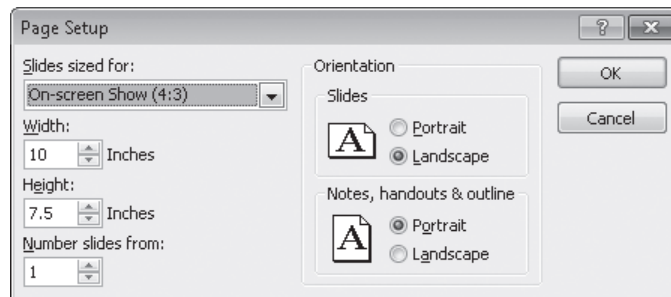 Page Setup
Slides sized for:
On-screen Show (4:3)
Width:
10 Inches
Height:
7.5 Inches
Number slides from:
1
Orientation
Slides
A
Portrait
Landscape
Notes, handouts & outline
A
Portrait
Landscape
OK
Cancel